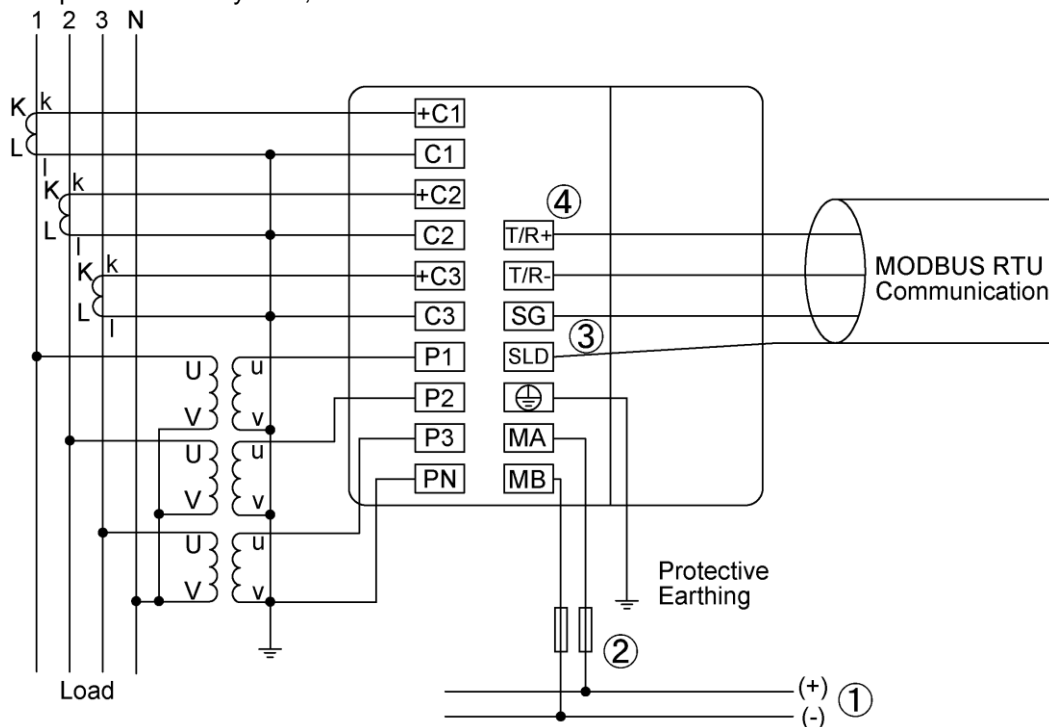 1 2 3 N
K k
L l
K k
L l
K k
L l
+C1
C1
+C2
C2
+C3
C3
P1
P2
P3
PN
U u
V v
U u
V v
U u
V v
④
T/R+
T/R-
SG
③
SLD
MA
MB
MODBUS RTU
Communication
Protective
Earthing
②
(+)
①
(-)
Load